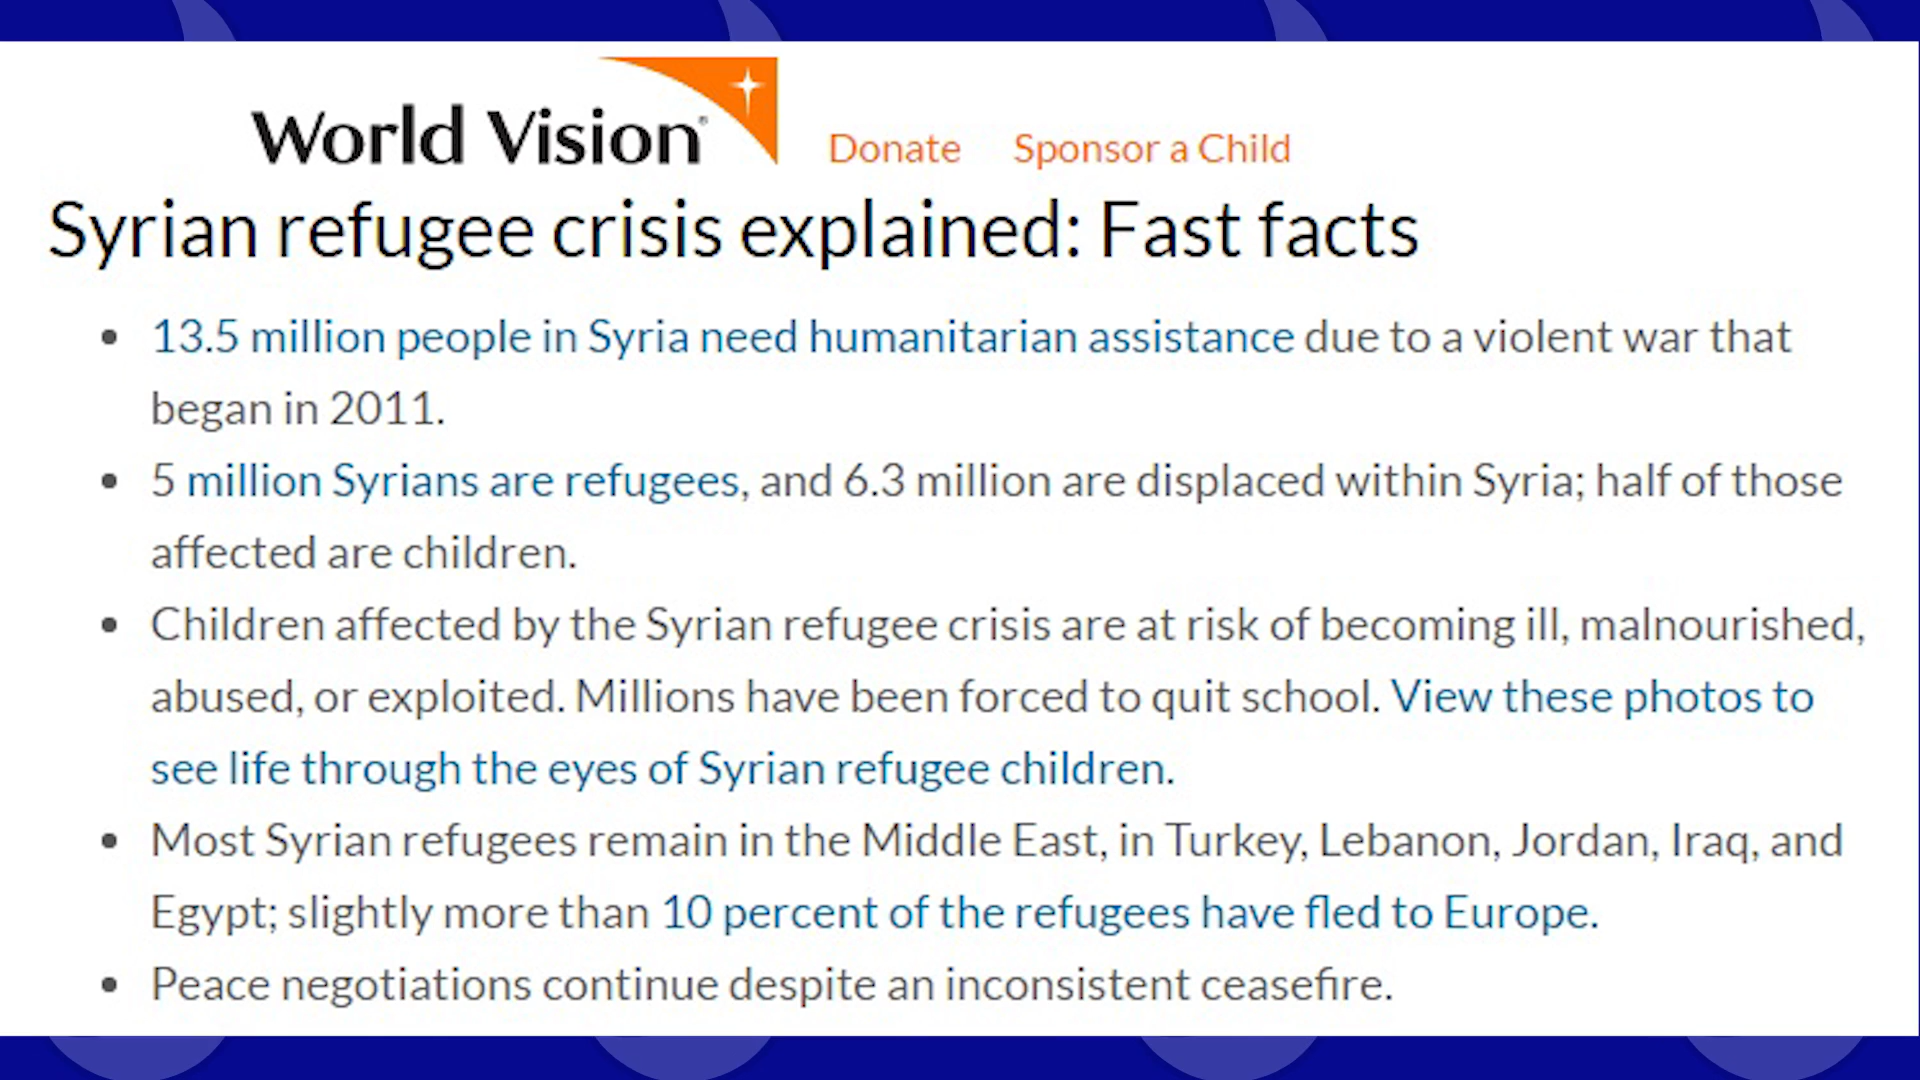 World Vision®
Donate Sponsor a Child
Syrian refugee crisis explained: Fast facts
• 13.5 million people in Syria need humanitarian assistance due to a violent war that
began in 2011.
• 5 million Syrians are refugees, and 6.3 million are displaced within Syria; half of those
affected are children.
• Children affected by the Syrian refugee crisis are at risk of becoming ill, malnourished,
abused, or exploited. Millions have been forced to quit school. View these photos to
see life through the eyes of Syrian refugee children.
• Most Syrian refugees remain in the Middle East, in Turkey, Lebanon, Jordan, Iraq, and
Egypt; slightly more than 10 percent of the refugees have fled to Europe.
• Peace negotiations continue despite an inconsistent ceasefire.